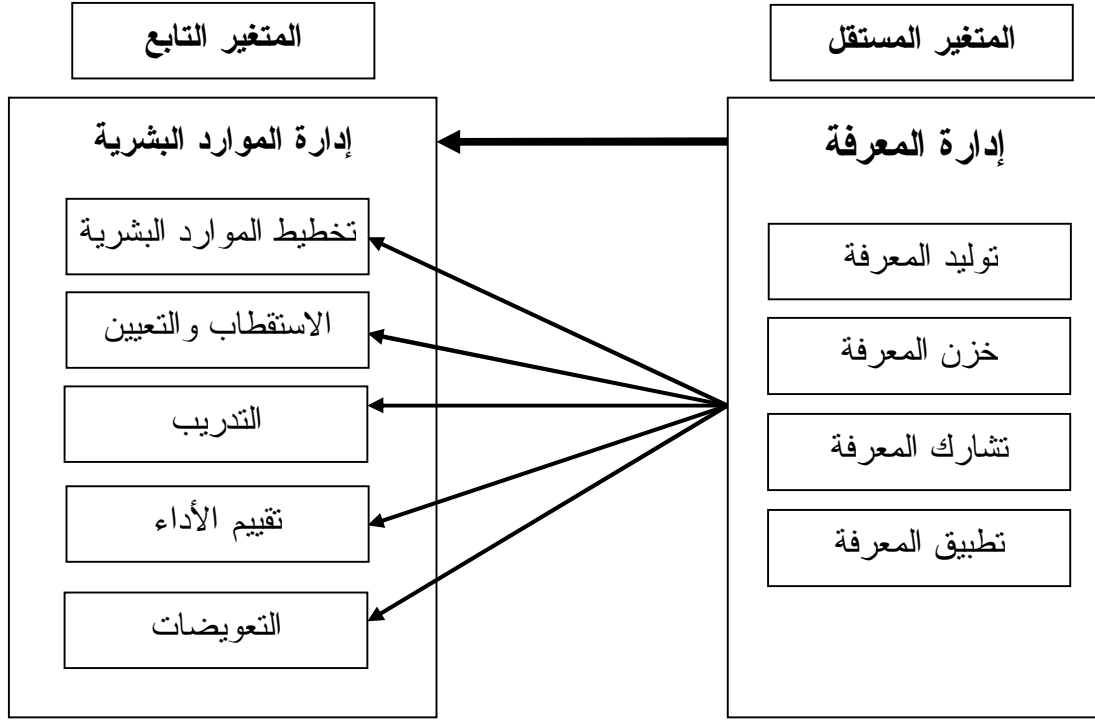 المتغير المستقل
المتغير التابع
إدارة المعرفة
إدارة الموارد البشرية
توليد المعرفة
خزن المعرفة
تشارك المعرفة
تطبيق المعرفة
تخطيط الموارد البشرية
الاستقطاب والتعيين
التدريب
تقييم الأداء
التعويضات